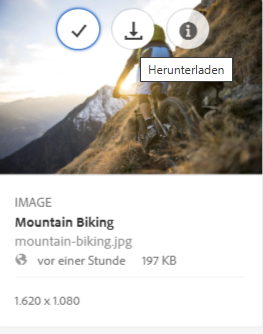 Herunterladen
IMAGE
Mountain Biking
mountain-biking.jpg
vor einer Stunde 197 KB
1.620 x 1.080